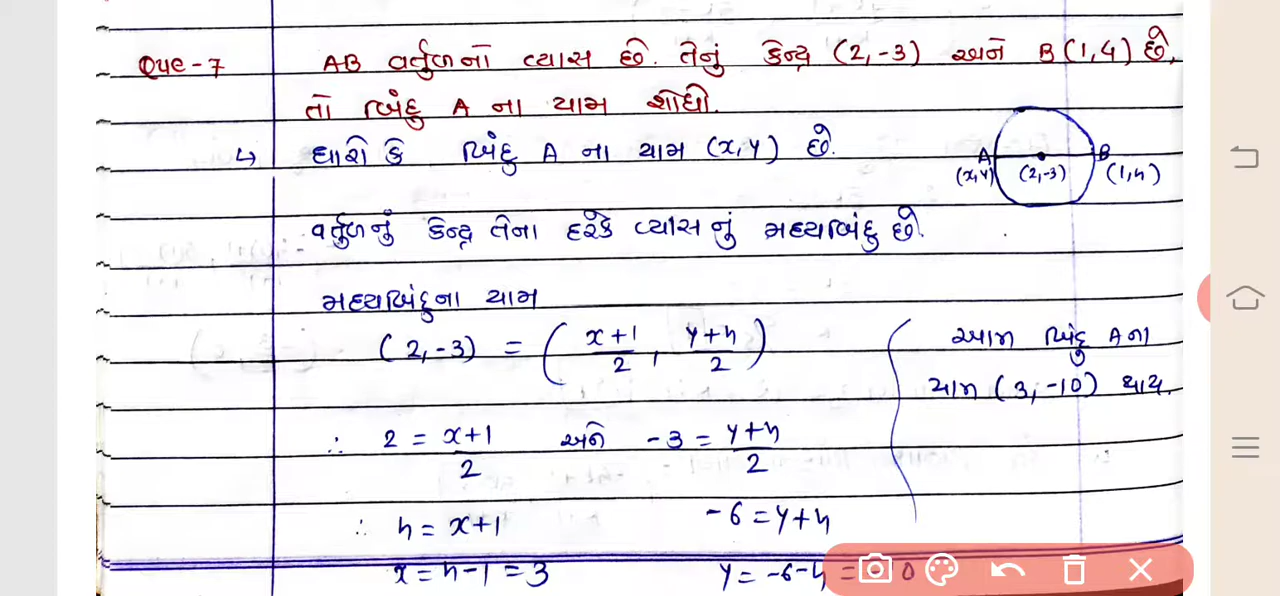 Que-7 AB વર્તુળનો વ્યાસ છે. તેનું કેન્દ્ર (2,-3) અને B(1,4) છે,
તો બિંદુ A ના યામ શોધો.
↳ ધારો કે બિંદુ A ના યામ (x,y) છે.
A B
(x,y) (2,-3) (1,4)
વર્તુળનું કેન્દ્ર તેના દરેક વ્યાસનું મધ્યબિંદુ છે.
મધ્યબિંદુના યામ
(2,-3) = (x+1/2, y+4/2)
આમ બિંદુ A ના
યામ (3,-10) થાય.
∴ 2 = x+1/2 અને -3 = y+4/2
∴ 4 = x+1 -6 = y+4
x = 4-1 = 3 y = -6-4 =